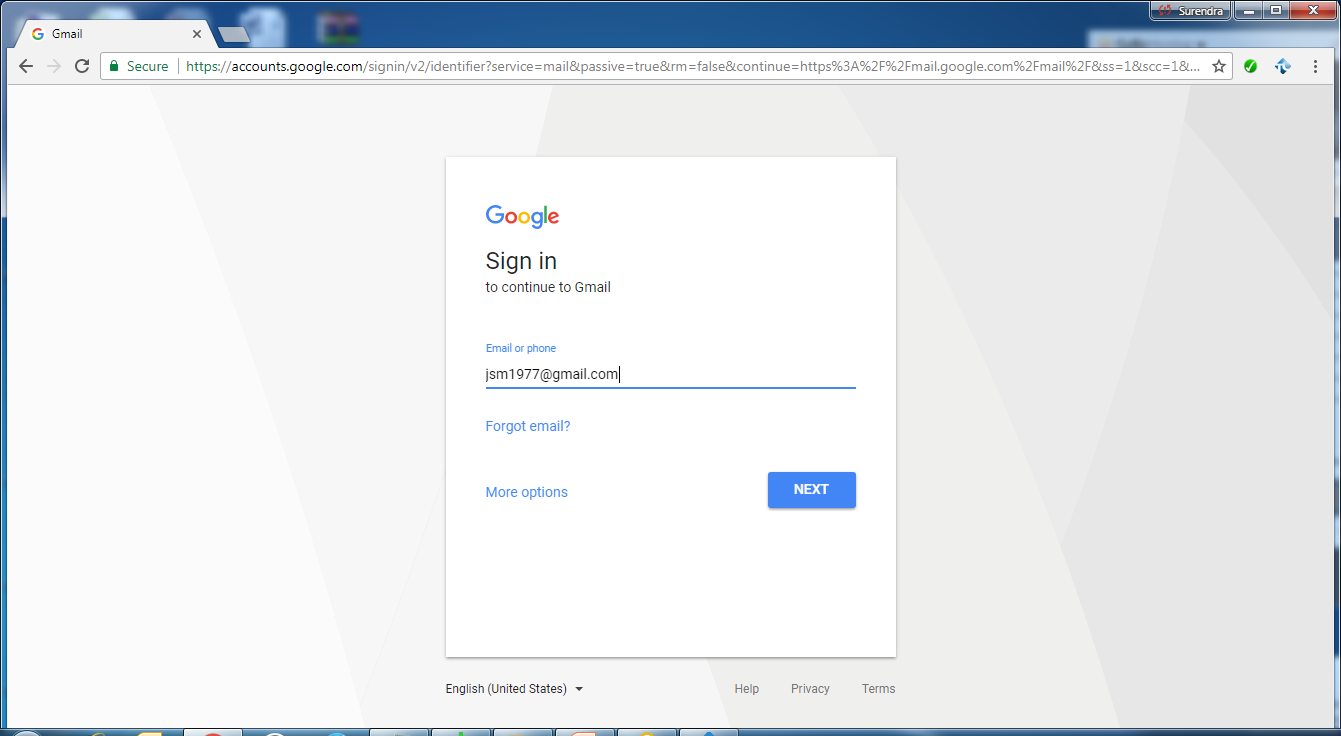 Surendra
Gmail
Secure https://accounts.google.com/signin/v2/identifier?service=mail&passive=true&rm=false&continue=https%3A%2F%2Fmail.google.com%2Fmail%2F&ss=1&scc=1&...
Google
Sign in
to continue to Gmail
Email or phone
jsm1977@gmail.com
Forgot email?
More options NEXT
English (United States) Help Privacy Terms